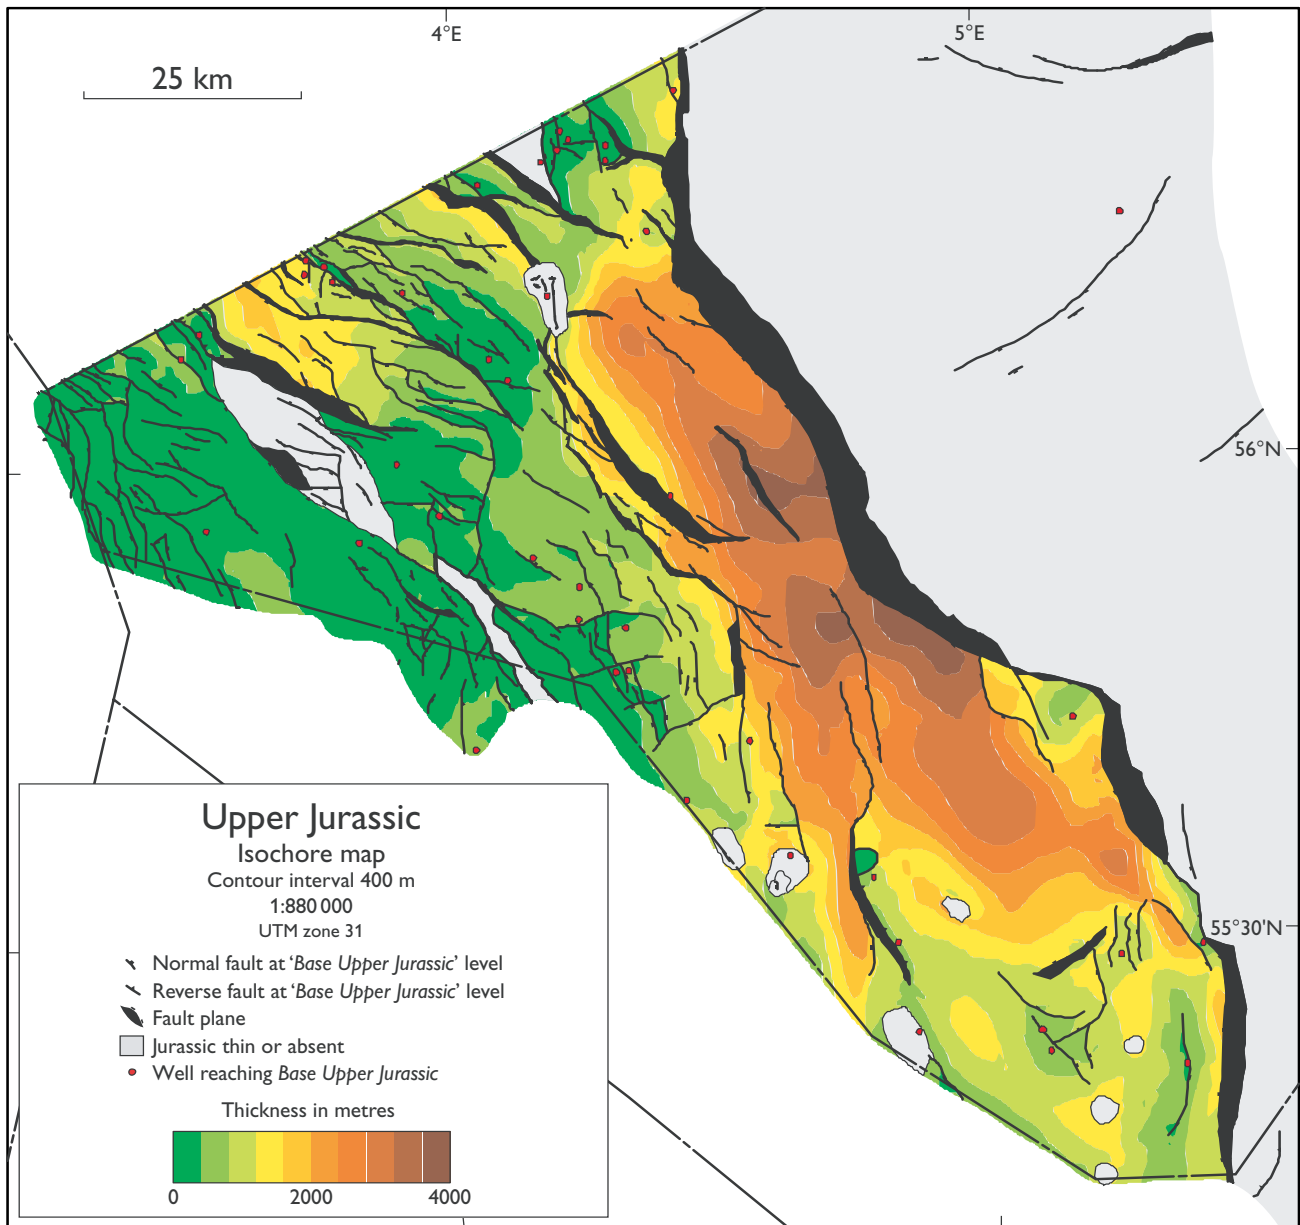 4°E
5°E
25 km
56°N
55°30'N
Upper Jurassic
Isochore map
Contour interval 400 m
1:880 000
UTM zone 31
Normal fault at ‘Base Upper Jurassic’ level
Reverse fault at ‘Base Upper Jurassic’ level
Fault plane
Jurassic thin or absent
Well reaching Base Upper Jurassic
Thickness in metres
0 2000 4000